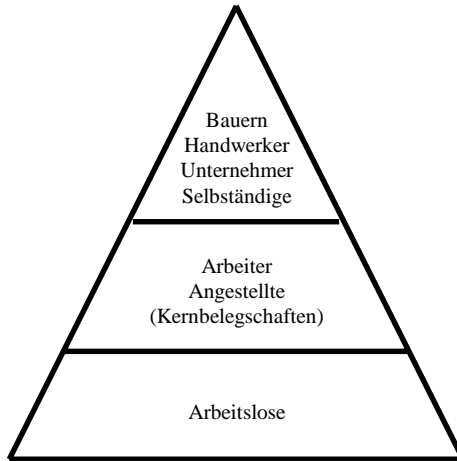 Bauern
Handwerker
Unternehmer
Selbständige
Arbeiter
Angestellte
(Kernbelegschaften)
Arbeitslose